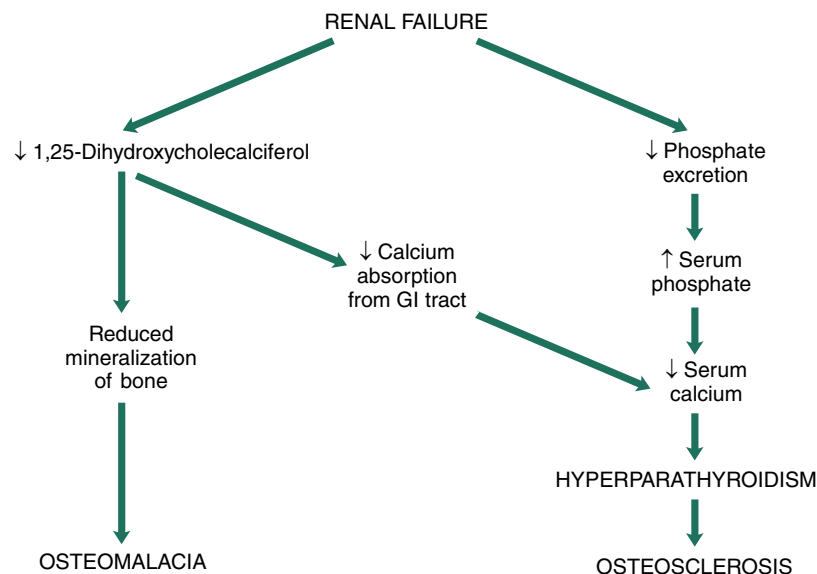 RENAL FAILURE
↓ 1,25-Dihydroxycholecalciferol
↓ Phosphate
excretion
↓ Calcium
absorption
from GI tract
↑ Serum
phosphate
Reduced
mineralization
of bone
↓ Serum
calcium
HYPERPARATHYROIDISM
OSTEOMALACIA
OSTEOSCLEROSIS